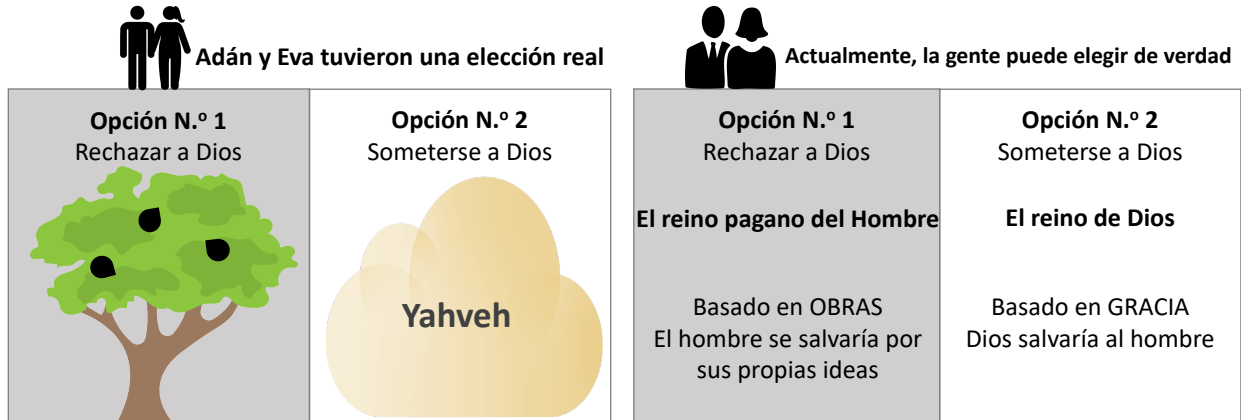 Adán y Eva tuvieron una elección real
Opción N.º 1
Rechazar a Dios
Opción N.º 2
Someterse a Dios
Yahveh
Actualmente, la gente puede elegir de verdad
Opción N.º 1
Rechazar a Dios
El reino pagano del Hombre
Basado en OBRAS
El hombre se salvaría por
sus propias ideas
Opción N.º 2
Someterse a Dios
El reino de Dios
Basado en GRACIA
Dios salvaría al hombre